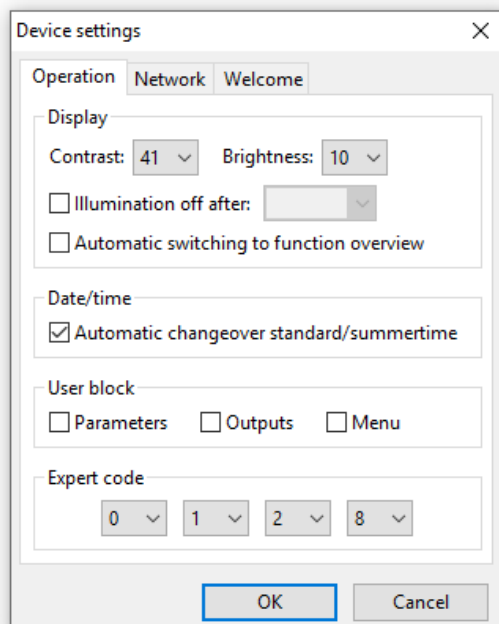 Device settings
Operation Network Welcome
Display
Contrast: 41 Brightness: 10
Illumination off after:
Automatic switching to function overview
Date/time
Automatic changeover standard/summertime
User block
Parameters Outputs Menu
Expert code
0 1 2 8
OK Cancel